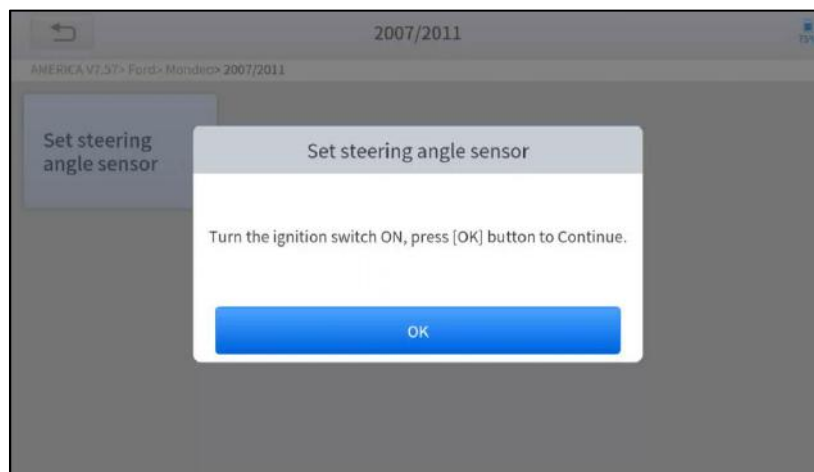 2007/2011
75%
AMERICA V7.57> Ford> Mondeo> 2007/2011
Set steering
angle sensor
Set steering angle sensor
Turn the ignition switch ON, press [OK] button to Continue.
OK